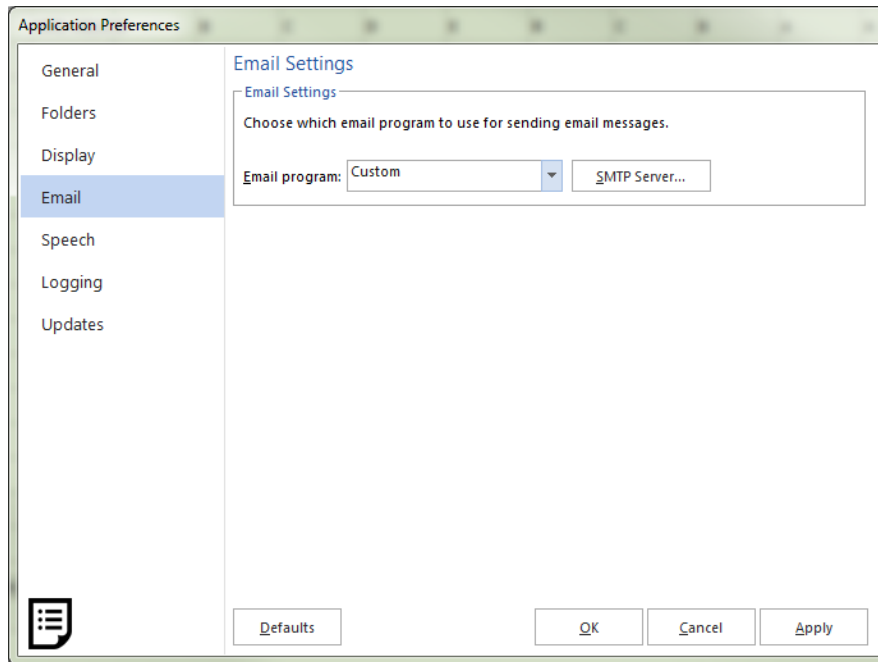 Application Preferences
General
Folders
Display
Email
Speech
Logging
Updates
Email Settings
Email Settings
Choose which email program to use for sending email messages.
Email program: Custom SMTP Server...
Defaults OK Cancel Apply